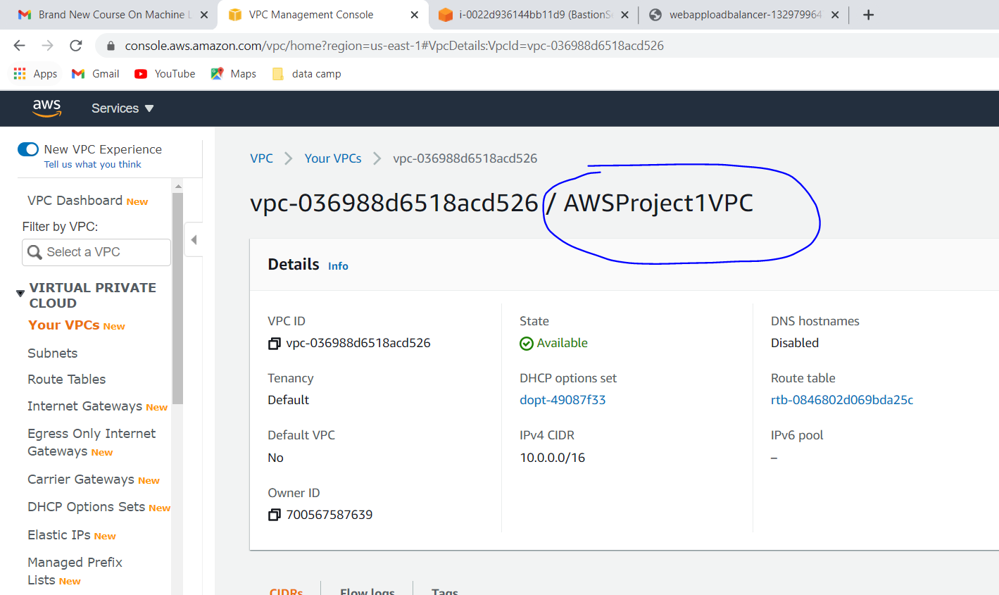 Brand New Course On Machine L
VPC Management Console
i-0022d936144bb11d9 (BastionSe
webapploadbalancer-132979964
console.aws.amazon.com/vpc/home?region=us-east-1#VpcDetails:VpcId=vpc-036988d6518acd526
Apps Gmail YouTube Maps data camp
aws Services
New VPC Experience
Tell us what you think
VPC Dashboard New
Filter by VPC:
Select a VPC
VIRTUAL PRIVATE
CLOUD
Your VPCs New
Subnets
Route Tables
Internet Gateways New
Egress Only Internet
Gateways New
Carrier Gateways New
DHCP Options Sets New
Elastic IPs New
Managed Prefix
Lists New
VPC Your VPCs vpc-036988d6518acd526
vpc-036988d6518acd526 / AWSProject1VPC
Details Info
VPC ID
vpc-036988d6518acd526
Tenancy
Default
Default VPC
No
Owner ID
700567587639
State
Available
DHCP options set
dopt-49087f33
IPv4 CIDR
10.0.0.0/16
DNS hostnames
Disabled
Route table
rtb-0846802d069bda25c
IPv6 pool
–
CIDRs Flow logs Tags